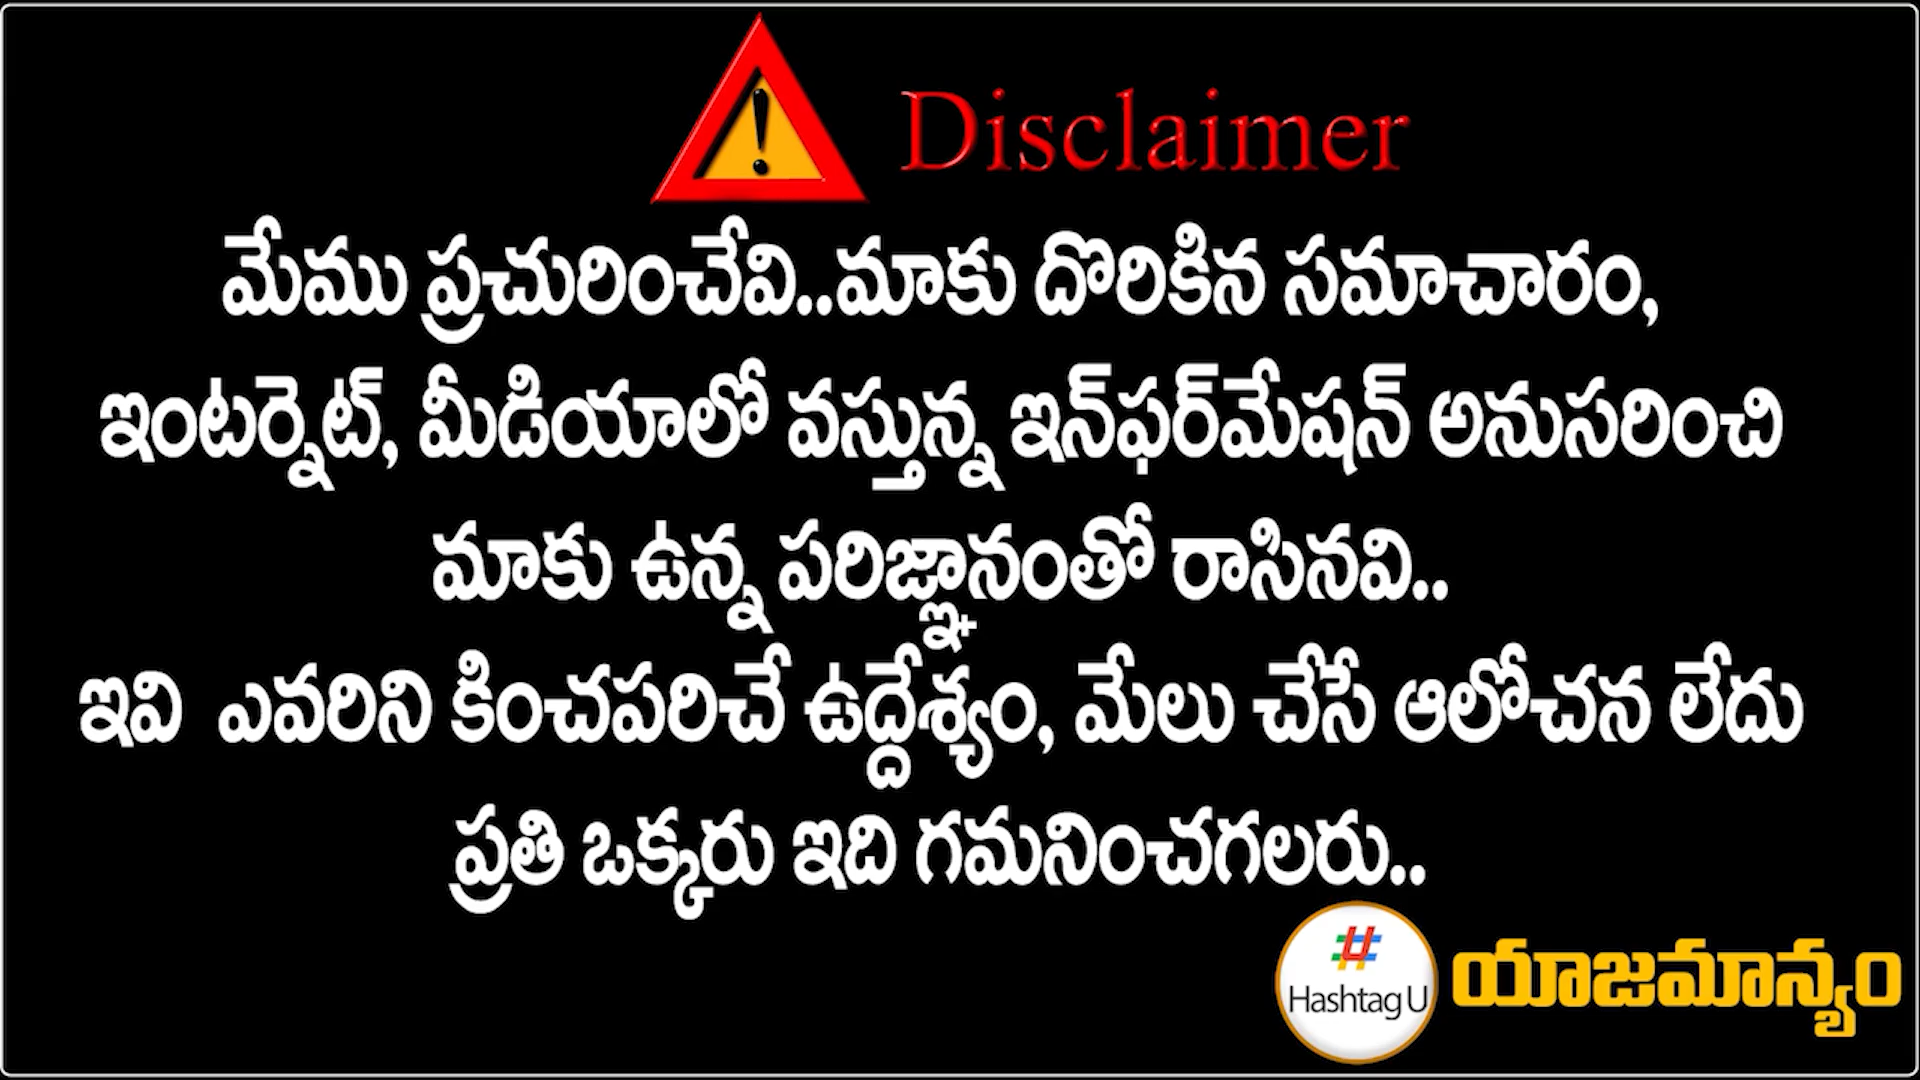 Disclaimer
మేము ప్రచురించేవి..మాకు దొరికిన సమాచారం,
ఇంటర్నెట్, మీడియాలో వస్తున్న ఇన్‌ఫర్‌మేషన్ అనుసరించి
మాకు ఉన్న పరిజ్ఞానంతో రాసినవి..
ఇవి ఎవరిని కించపరిచే ఉద్దేశ్యం, మేలు చేసే ఆలోచన లేదు
ప్రతి ఒక్కరు ఇది గమనించగలరు..
#
Hashtag U
యాజమాన్యం